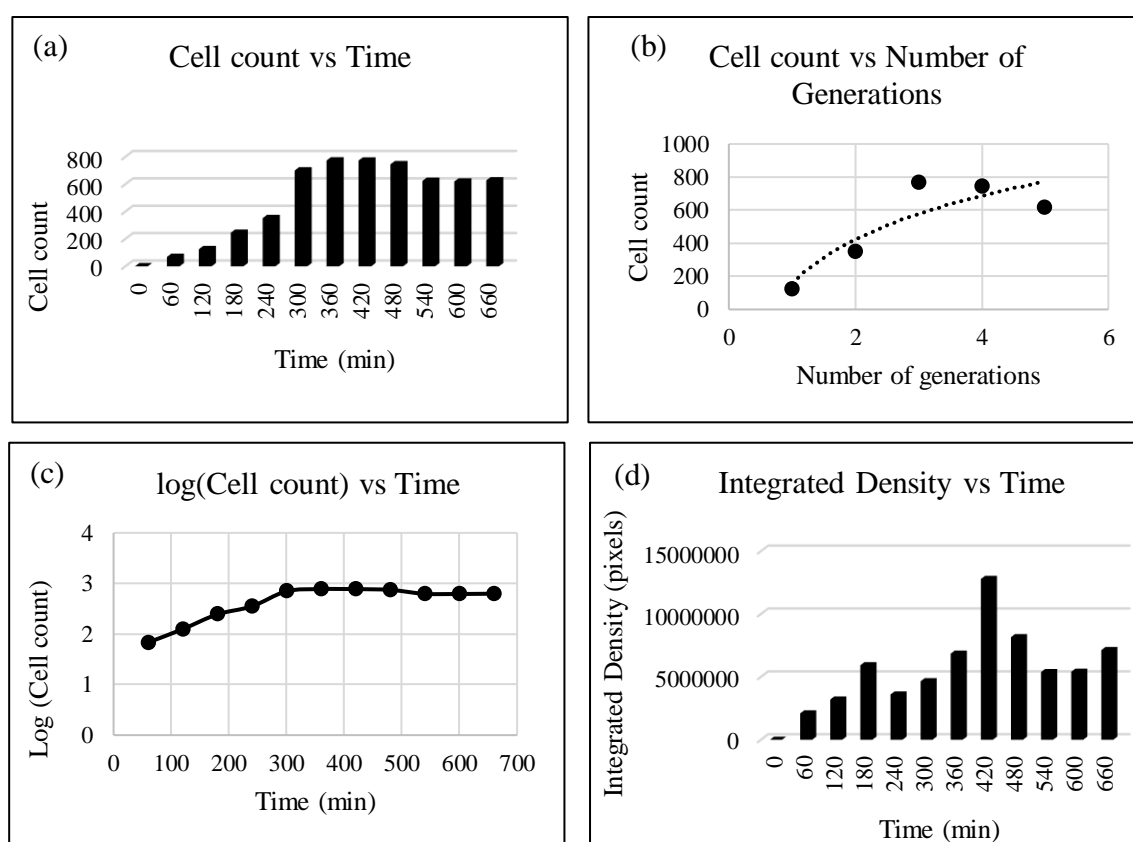 (a)
Cell count vs Time
Cell count
800
600
400
200
0
0 60 120 180 240 300 360 420 480 540 600 660
Time (min)
(b)
Cell count vs Number of
Generations
Cell count
1000
800
600
400
200
0
0 2 4 6
Number of generations
(c)
log(Cell count) vs Time
Log (Cell count)
4
3
2
1
0
0 100 200 300 400 500 600 700
Time (min)
(d)
Integrated Density vs Time
Integrated Density (pixels)
15000000
10000000
5000000
0
0 60 120 180 240 300 360 420 480 540 600 660
Time (min)